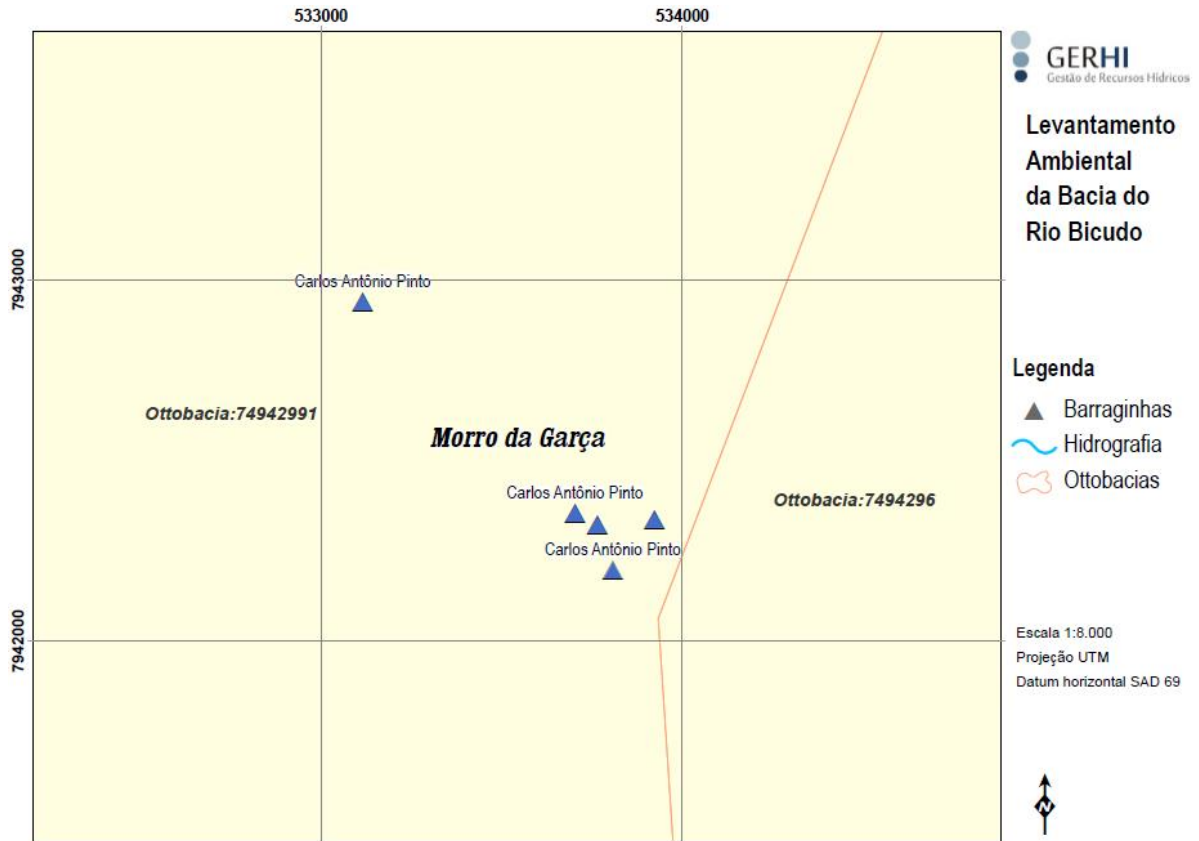 533000
534000
7943000
7942000
Carlos Antônio Pinto
Ottobacia:74942991
Morro da Garça
Carlos Antônio Pinto
Ottobacia:7494296
Carlos Antônio Pinto
GERHI
Gestão de Recursos Hídricos
Levantamento
Ambiental
da Bacia do
Rio Bicudo
Legenda
Barraginhas
Hidrografia
Ottobacias
Escala 1:8.000
Projeção UTM
Datum horizontal SAD 69
N